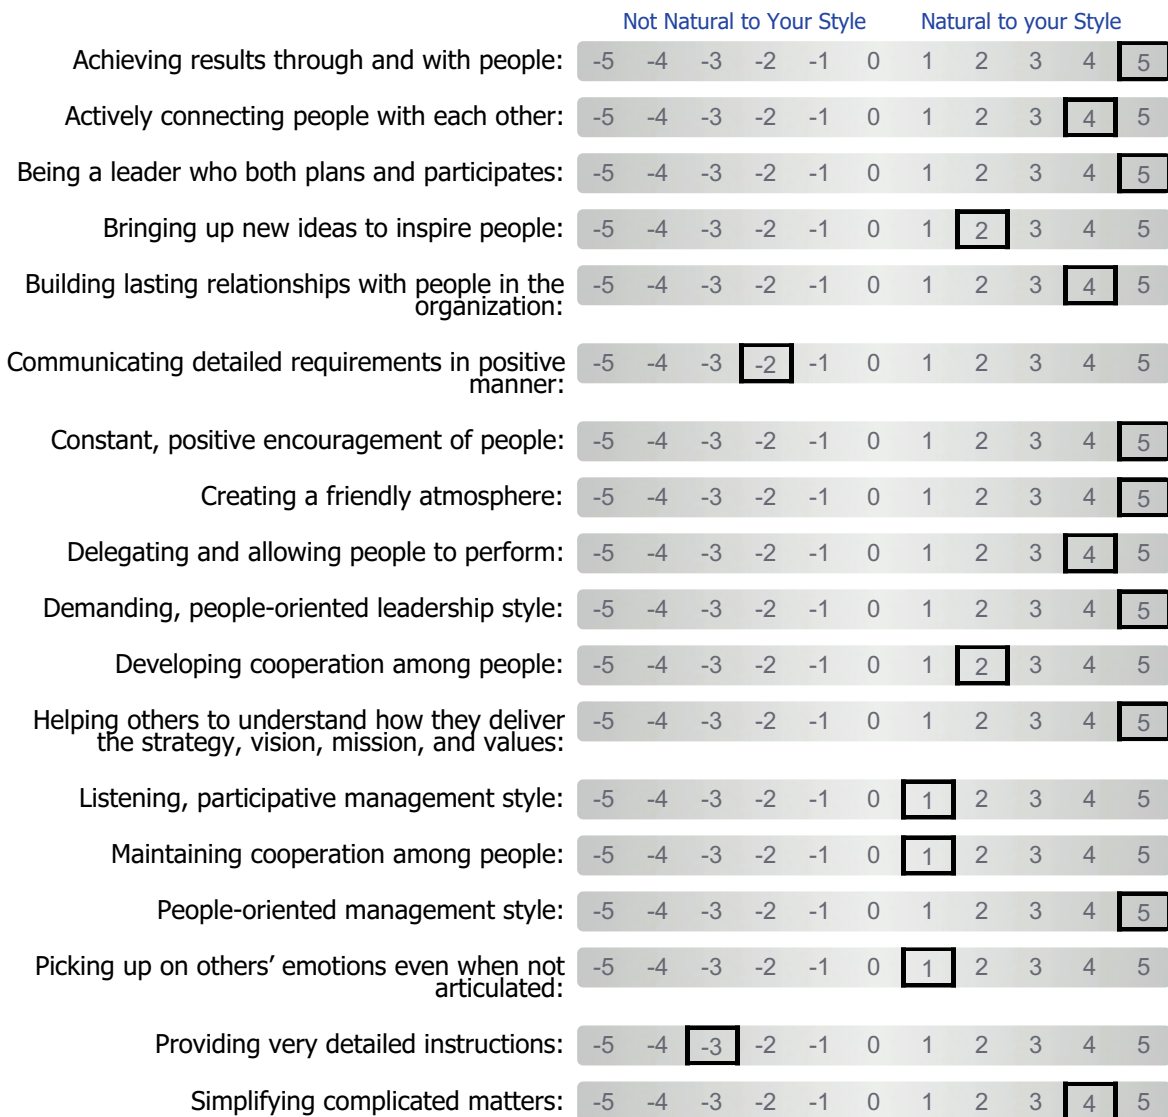 Not Natural to Your Style Natural to your Style
Achieving results through and with people: -5 -4 -3 -2 -1 0 1 2 3 4 5
Actively connecting people with each other: -5 -4 -3 -2 -1 0 1 2 3 4 5
Being a leader who both plans and participates: -5 -4 -3 -2 -1 0 1 2 3 4 5
Bringing up new ideas to inspire people: -5 -4 -3 -2 -1 0 1 2 3 4 5
Building lasting relationships with people in the -5 -4 -3 -2 -1 0 1 2 3 4 5
organization:
Communicating detailed requirements in positive -5 -4 -3 -2 -1 0 1 2 3 4 5
manner:
Constant, positive encouragement of people: -5 -4 -3 -2 -1 0 1 2 3 4 5
Creating a friendly atmosphere: -5 -4 -3 -2 -1 0 1 2 3 4 5
Delegating and allowing people to perform: -5 -4 -3 -2 -1 0 1 2 3 4 5
Demanding, people-oriented leadership style: -5 -4 -3 -2 -1 0 1 2 3 4 5
Developing cooperation among people: -5 -4 -3 -2 -1 0 1 2 3 4 5
Helping others to understand how they deliver -5 -4 -3 -2 -1 0 1 2 3 4 5
the strategy, vision, mission, and values:
Listening, participative management style: -5 -4 -3 -2 -1 0 1 2 3 4 5
Maintaining cooperation among people: -5 -4 -3 -2 -1 0 1 2 3 4 5
People-oriented management style: -5 -4 -3 -2 -1 0 1 2 3 4 5
Picking up on others’ emotions even when not -5 -4 -3 -2 -1 0 1 2 3 4 5
articulated:
Providing very detailed instructions: -5 -4 -3 -2 -1 0 1 2 3 4 5
Simplifying complicated matters: -5 -4 -3 -2 -1 0 1 2 3 4 5